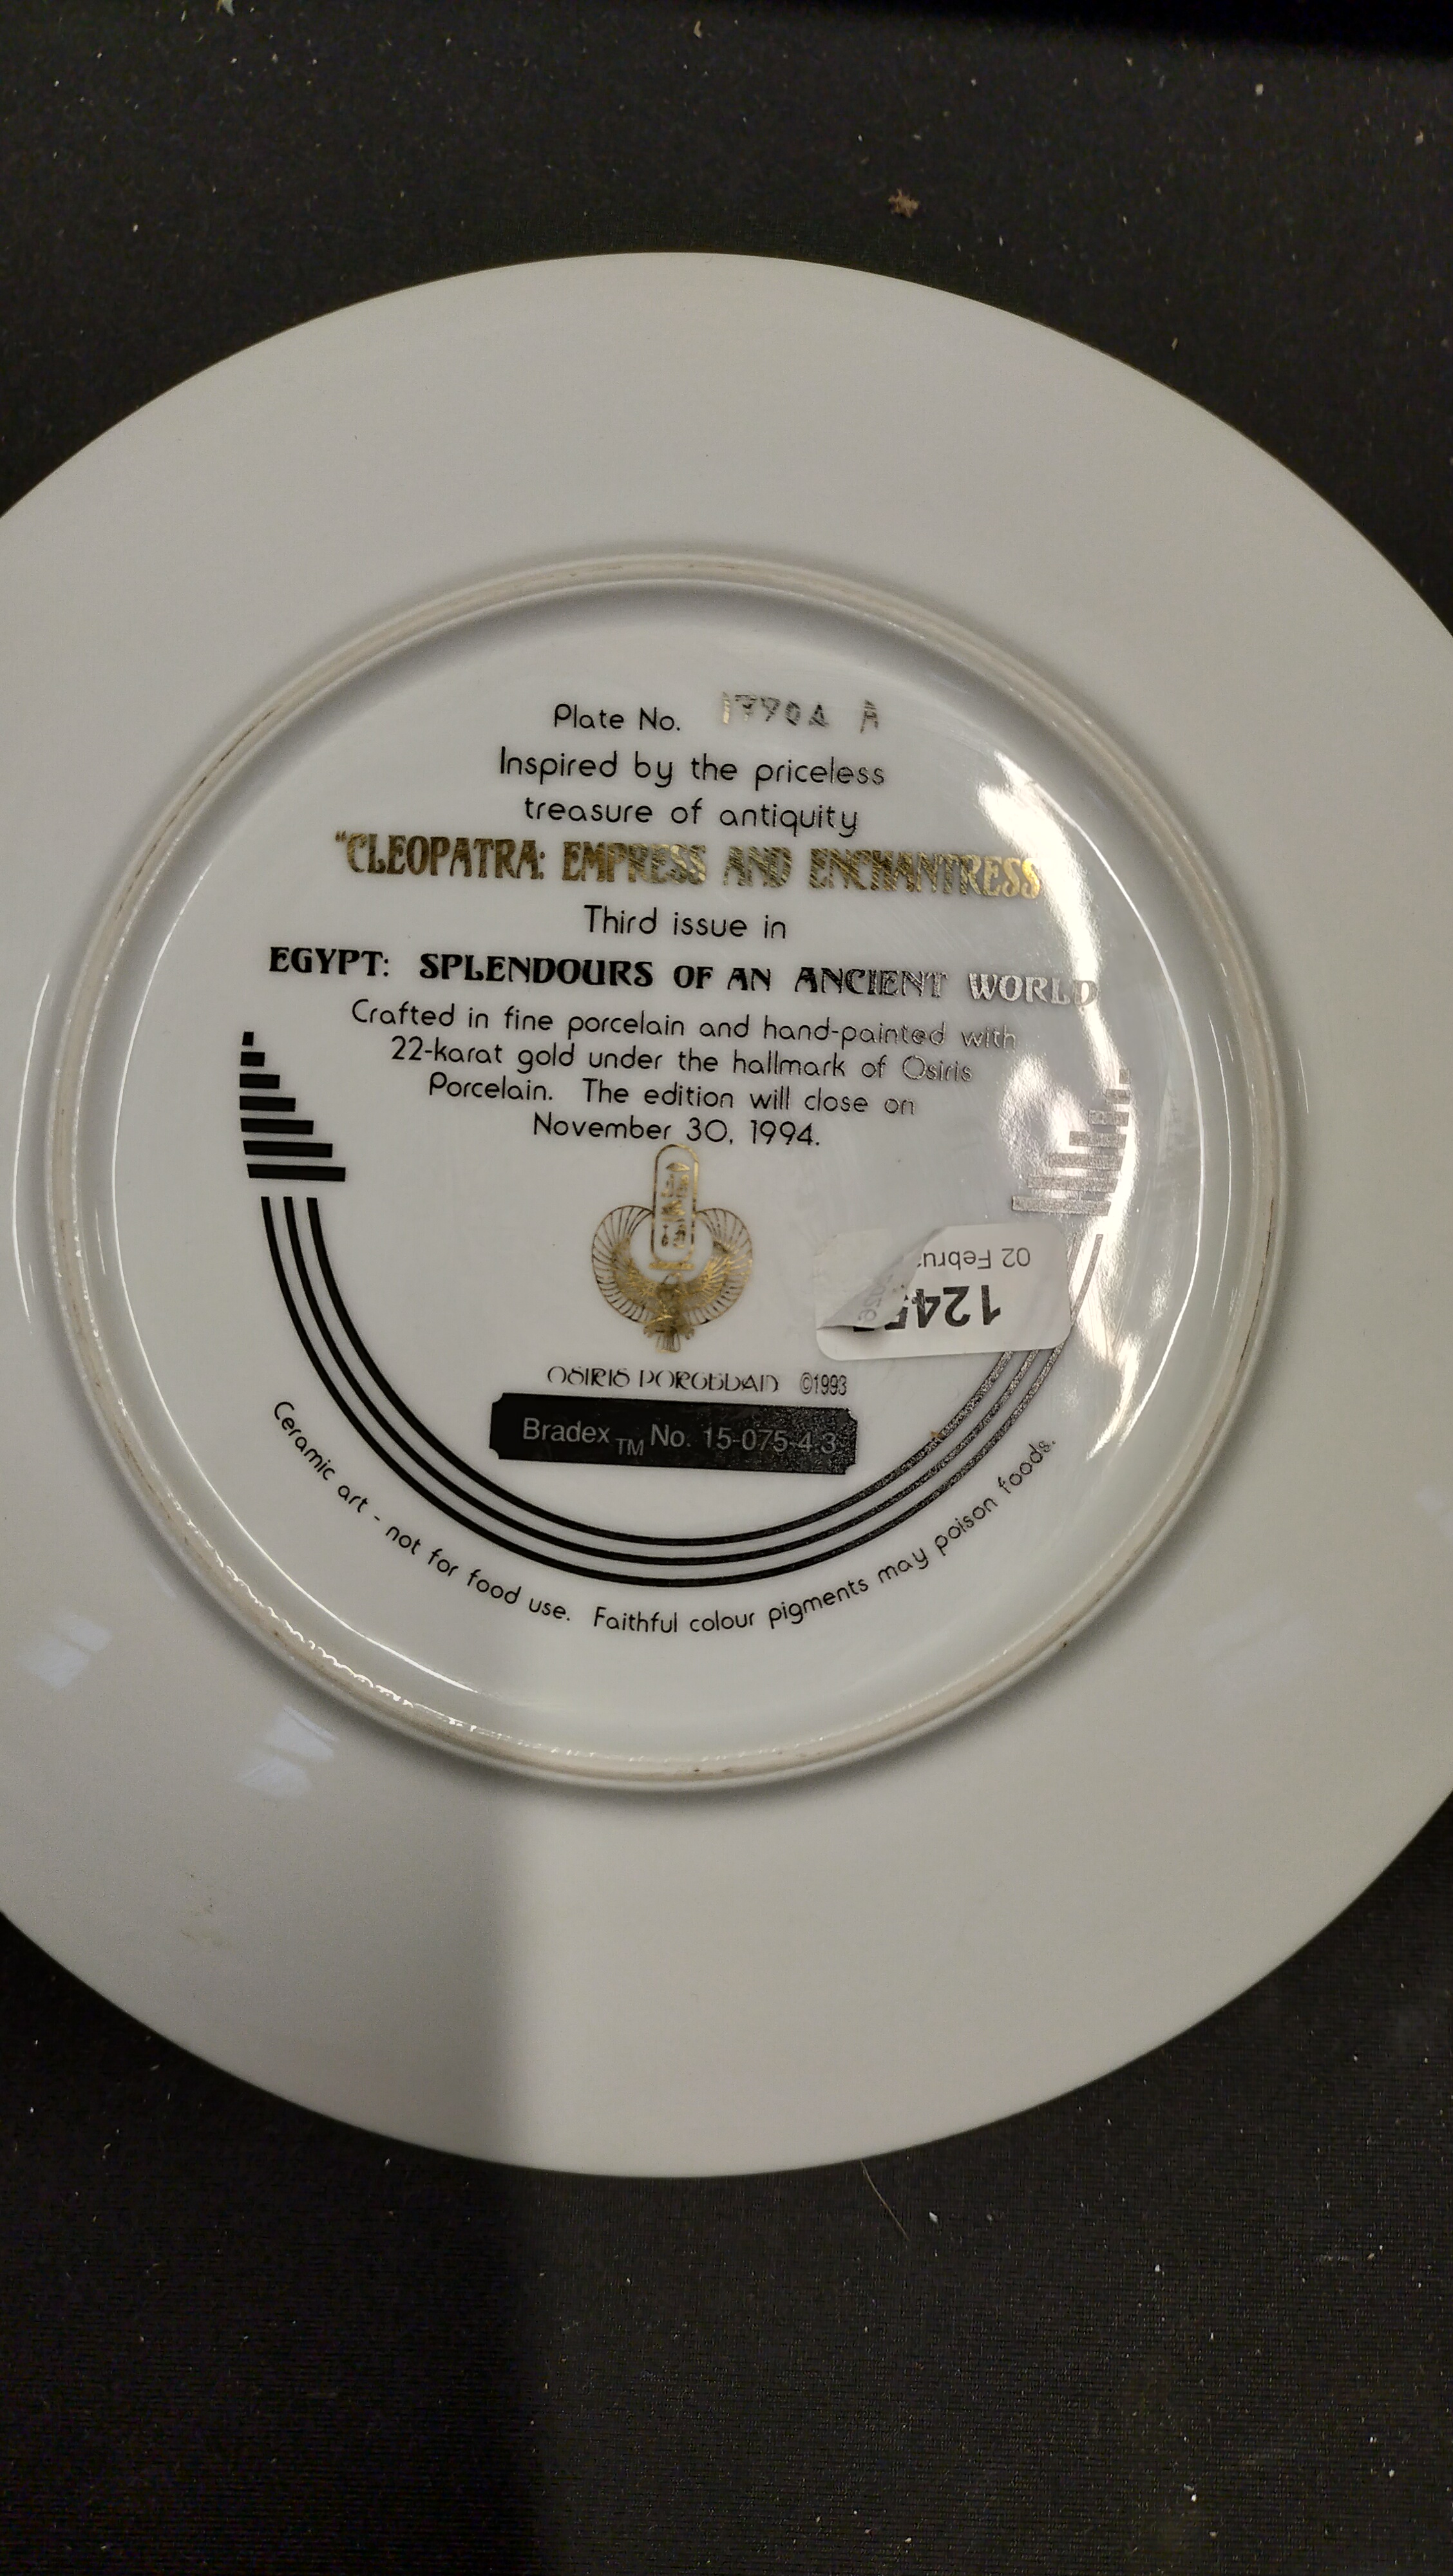 Plate No. 17904 A
Inspired by the priceless
treasure of antiquity
"CLEOPATRA: EMPRESS AND ENCHANTRESS
Third issue in
EGYPT: SPLENDOURS OF AN ANCIENT WORLD
Crafted in fine porcelain and hand-painted with
22-karat gold under the hallmark of Osiris
Porcelain. The edition will close on
November 30, 1994.
OSIRIS PORCELAIN ©1993
Bradex TM No. 15-075-4.3
Ceramic art - not for food use. Faithful colour pigments may poison foods.
02